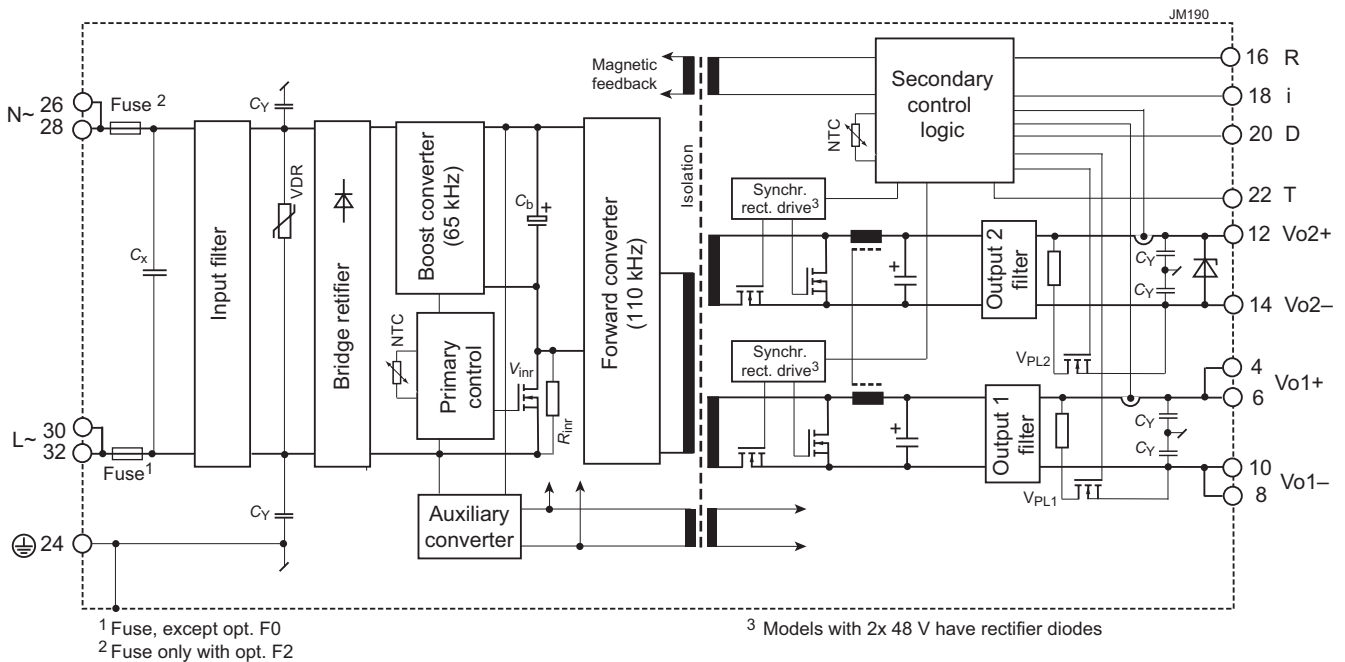 JM190
Magnetic
feedback
Secondary
control
logic
16 R
18 i
20 D
22 T
NTC
N~ 26
28
Fuse 2
CY
VDR
Cx
Input filter
Bridge retifier
Boost converter
(65 kHz)
Cb
+
Forward converter
(110 kHz)
Isolation
Synchr.
rect. drive3
+
Output 2
filter
CY
CY
12 Vo2+
14 Vo2–
VPL2
NTC
Primary
control
Vinr
Rinr
Synchr.
rect. drive3
+
Output 1
filter
CY
CY
4
6
Vo1+
10
8
Vo1–
VPL1
L~ 30
32
Fuse1
CY
Auxiliary
converter
24
1 Fuse, except opt. F0
2 Fuse only with opt. F2
3 Models with 2x 48 V have rectifier diodes